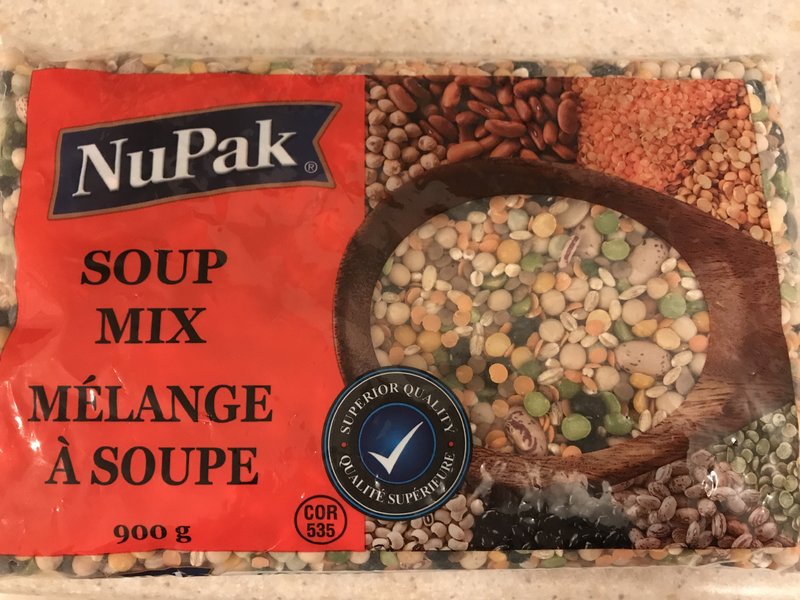 NuPak®
SOUP
MIX
MÉLANGE
À SOUPE
900 g
COR
535
SUPERIOR QUALITY
QUALITÉ SUPÉRIEURE